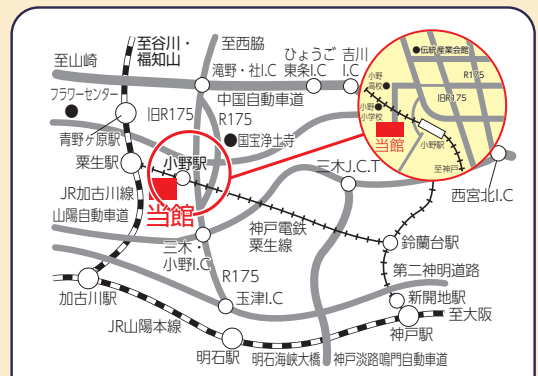 至谷川・
福知山
至西脇
至山崎
滝野・社I.C
ひょうご
東条I.C
吉川
I.C
フラワーセンター
旧R175
中国自動車道
R175
青野ヶ原駅
国宝浄土寺
粟生駅
小野駅
当館
JR加古川線
山陽自動車道
三木J.C.T
西宮北I.C
神戸電鉄
粟生線
三木・
小野I.C
鈴蘭台駅
R175
第二神明道路
加古川駅
玉津I.C
新開地駅
至大阪
JR山陽本線
神戸駅
明石駅
明石海峡大橋
神戸淡路鳴門自動車道
伝統産業会館
小野
高校
R175
旧R175
小野
小学校
当館
小野駅
至神戸